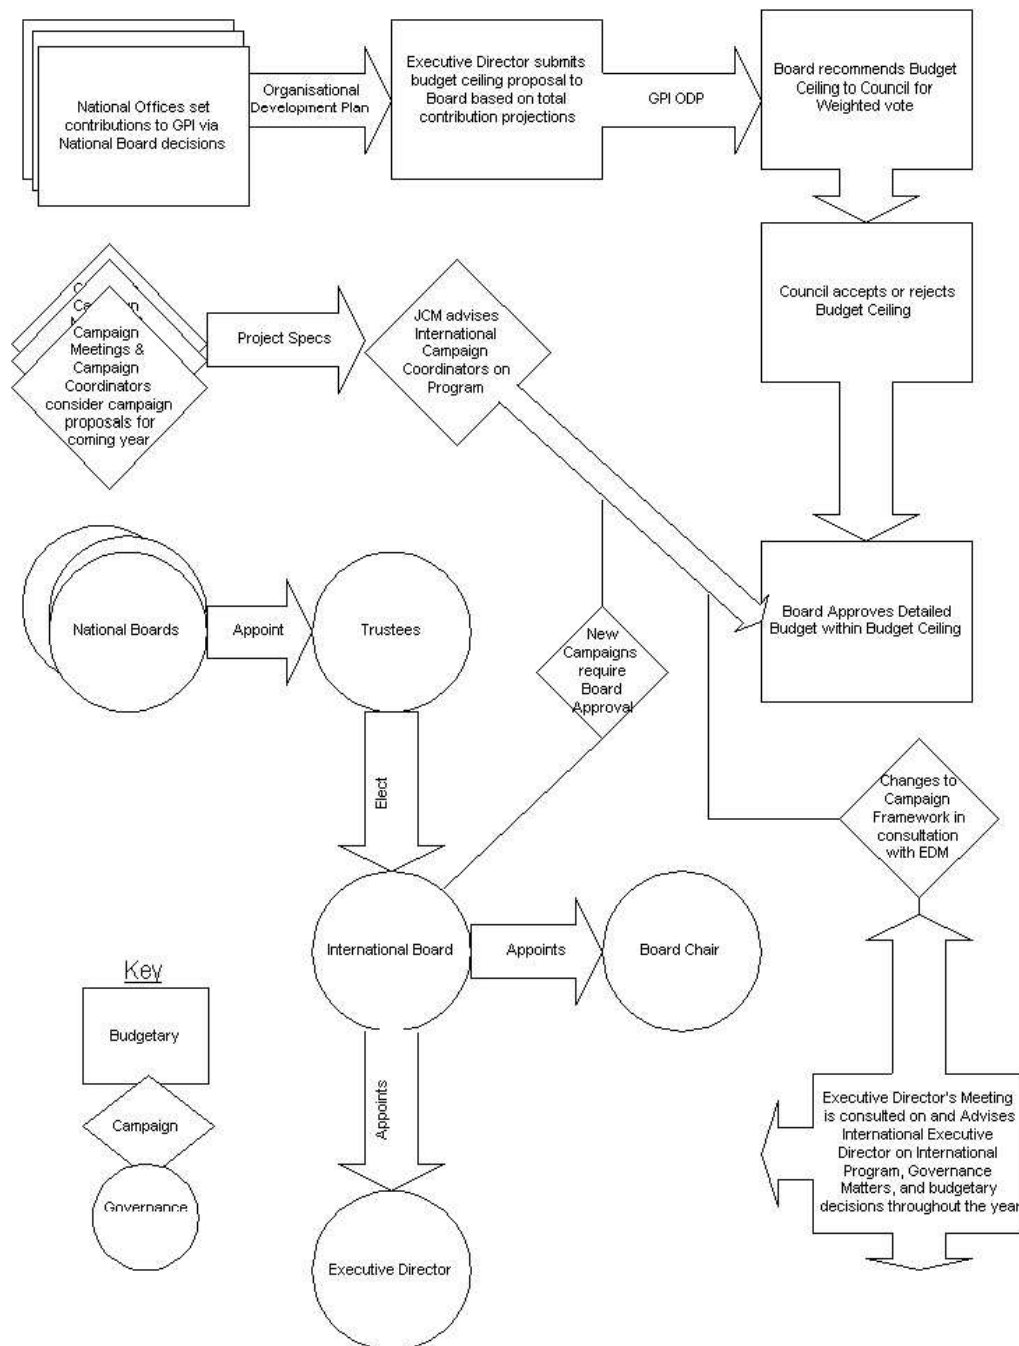 National Offices set
contributions to GPI via
National Board decisions
Organisational
Development Plan
Executive Director submits
budget ceiling proposal to
Board based on total
contribution projections
GPI ODP
Board recommends Budget
Ceiling to Council for
Weighted vote
Council accepts or rejects
Budget Ceiling
Campaign
Meetings &
Campaign
Coordinators
consider campaign
proposals for
coming year
Project Specs
JCM advises
International
Campaign
Coordinators on
Program
Board Approves Detailed
Budget within Budget Ceiling
National Boards
Appoint
Trustees
New
Campaigns
require
Board
Approval
Elect
Changes to
Campaign
Framework in
consultation
with EDM
International Board
Appoints
Board Chair
Key
Budgetary
Campaign
Governance
Appoints
Executive Director
Executive Director's Meeting
is consulted on and Advises
International Executive
Director on International
Program, Governance
Matters, and budgetary
decisions throughout the year